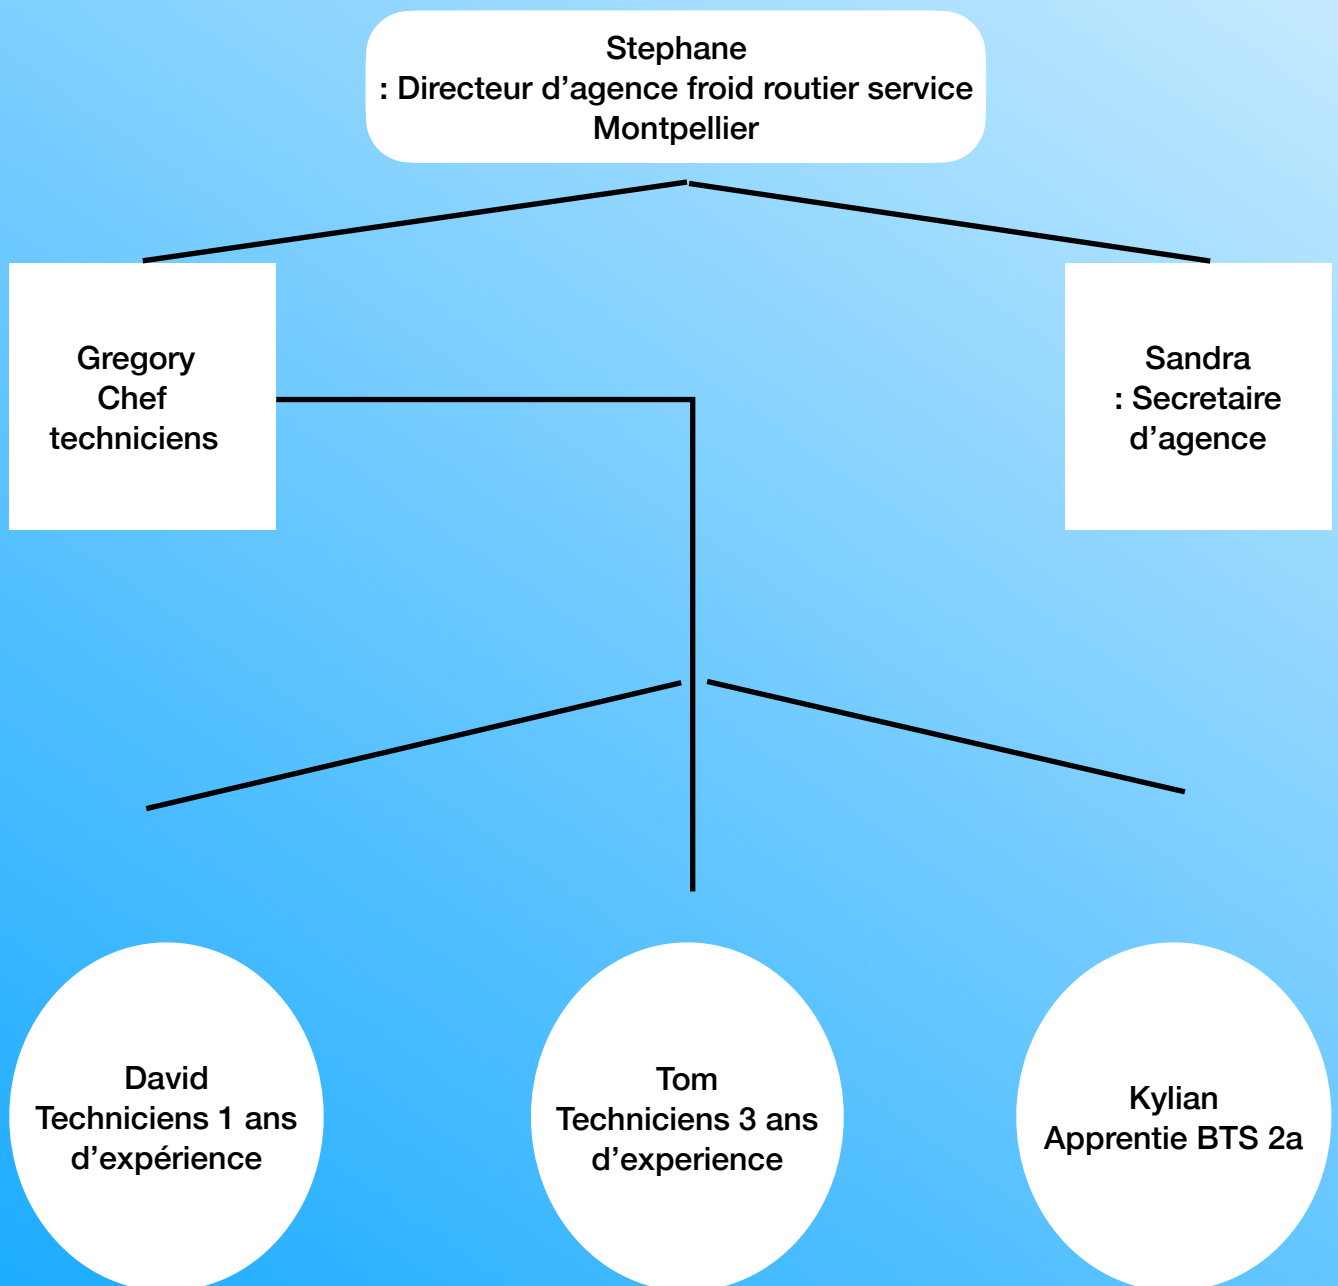 Stephane
: Directeur d’agence froid routier service
Montpellier
Gregory
Chef
techniciens
Sandra
: Secretaire
d’agence
David
Techniciens 1 ans
d’expérience
Tom
Techniciens 3 ans
d’experience
Kylian
Apprentie BTS 2a